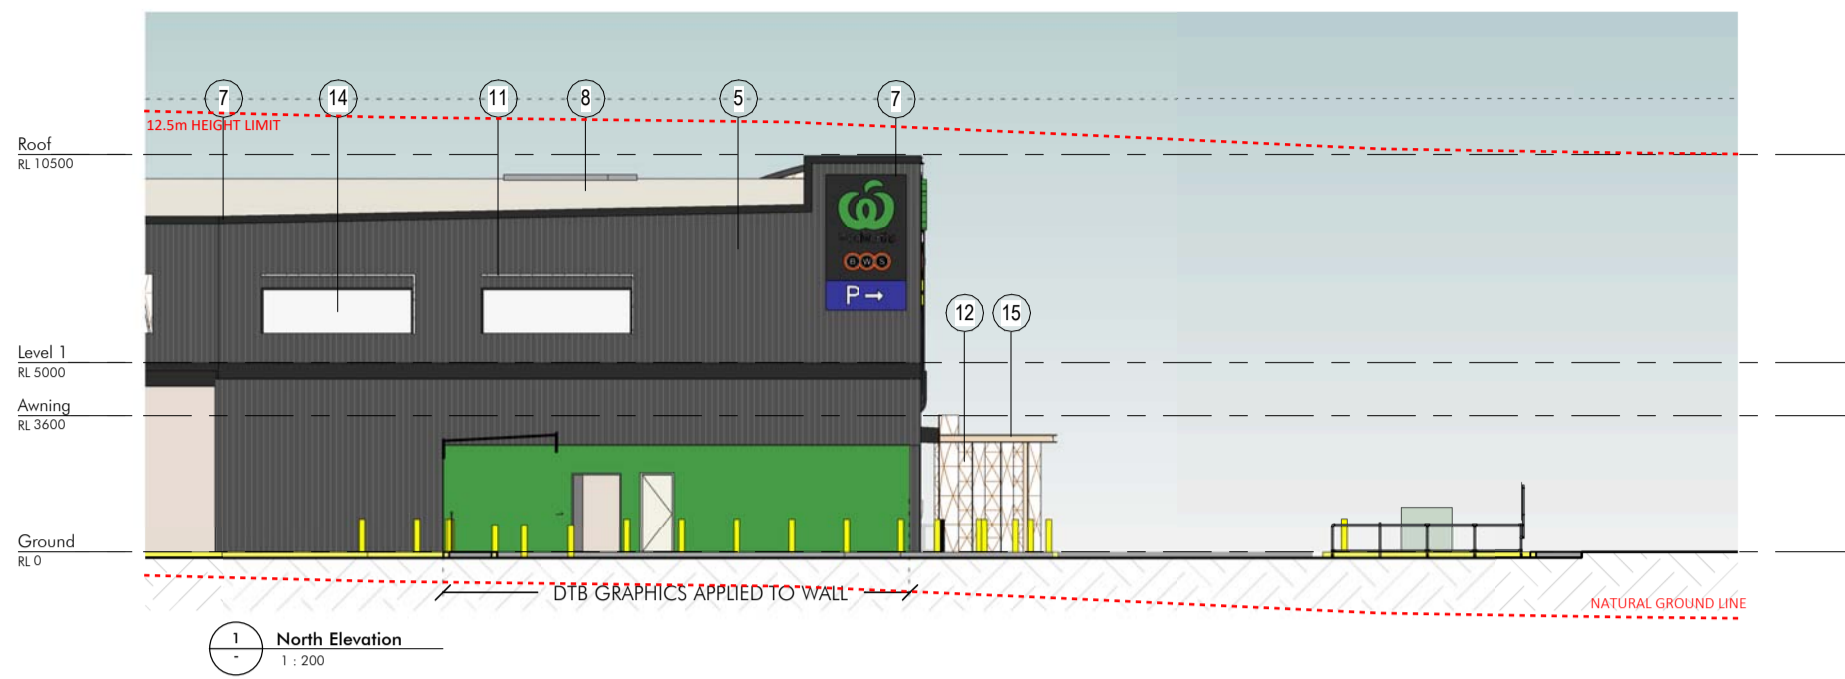 7 14 11 8 5 7
12.5m HEIGHT LIMIT
Roof
RL 10500
BWS
P→
12 15
Level 1
RL 5000
Awning
RL 3600
Ground
RL 0
DTB GRAPHICS APPLIED TO WALL
NATURAL GROUND LINE
1
-
North Elevation
1 : 200